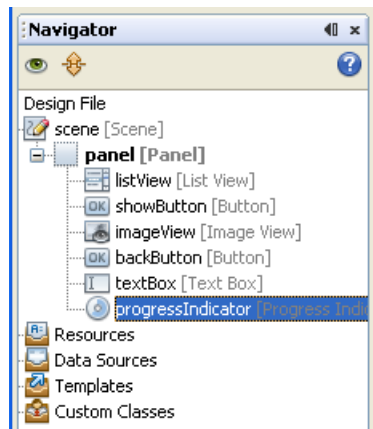 Navigator
Design File
scene [Scene]
panel [Panel]
listView [List View]
OK showButton [Button]
imageView [Image View]
OK backButton [Button]
textBox [Text Box]
progressIndicator [Progress Indi
Resources
Data Sources
Templates
Custom Classes